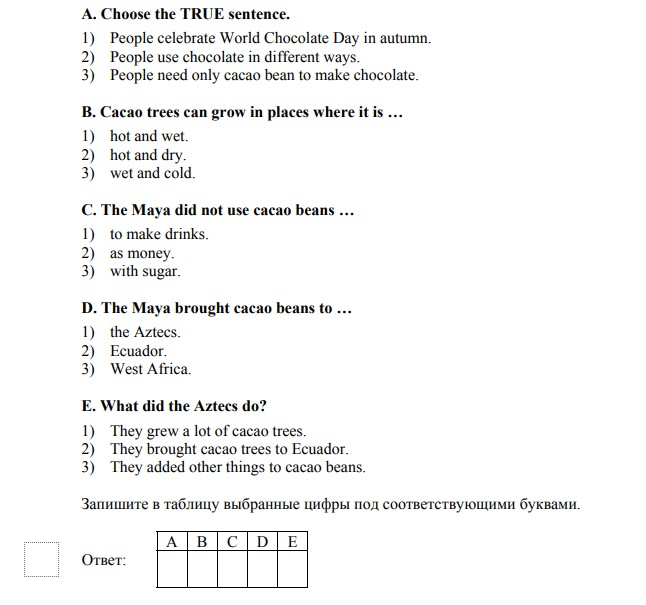 A. Choose the TRUE sentence.
1) People celebrate World Chocolate Day in autumn.
2) People use chocolate in different ways.
3) People need only cacao bean to make chocolate.
B. Cacao trees can grow in places where it is …
1) hot and wet.
2) hot and dry.
3) wet and cold.
C. The Maya did not use cacao beans …
1) to make drinks.
2) as money.
3) with sugar.
D. The Maya brought cacao beans to …
1) the Aztecs.
2) Ecuador.
3) West Africa.
E. What did the Aztecs do?
1) They grew a lot of cacao trees.
2) They brought cacao trees to Ecuador.
3) They added other things to cacao beans.
Запишите в таблицу выбранные цифры под соответствующими буквами.
A B C D E
Ответ: